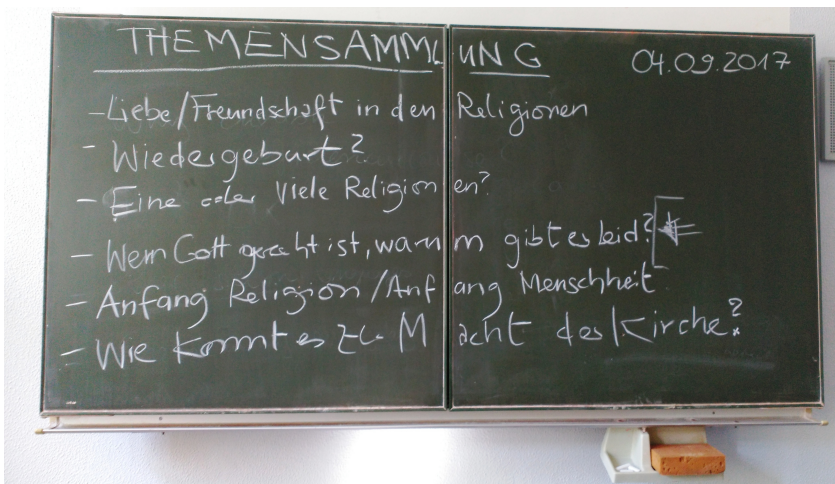 THEMENSAMMLUNG 04.09.2017
- Liebe/Freundschaft in den Religionen
- Wiedergeburt?
- Eine oder Viele Religionen?
- Wenn Gott gerecht ist, warum gibt es Leid?
- Anfang Religion/Anfang Menschheit
- Wie kommt es zu Macht der Kirche?